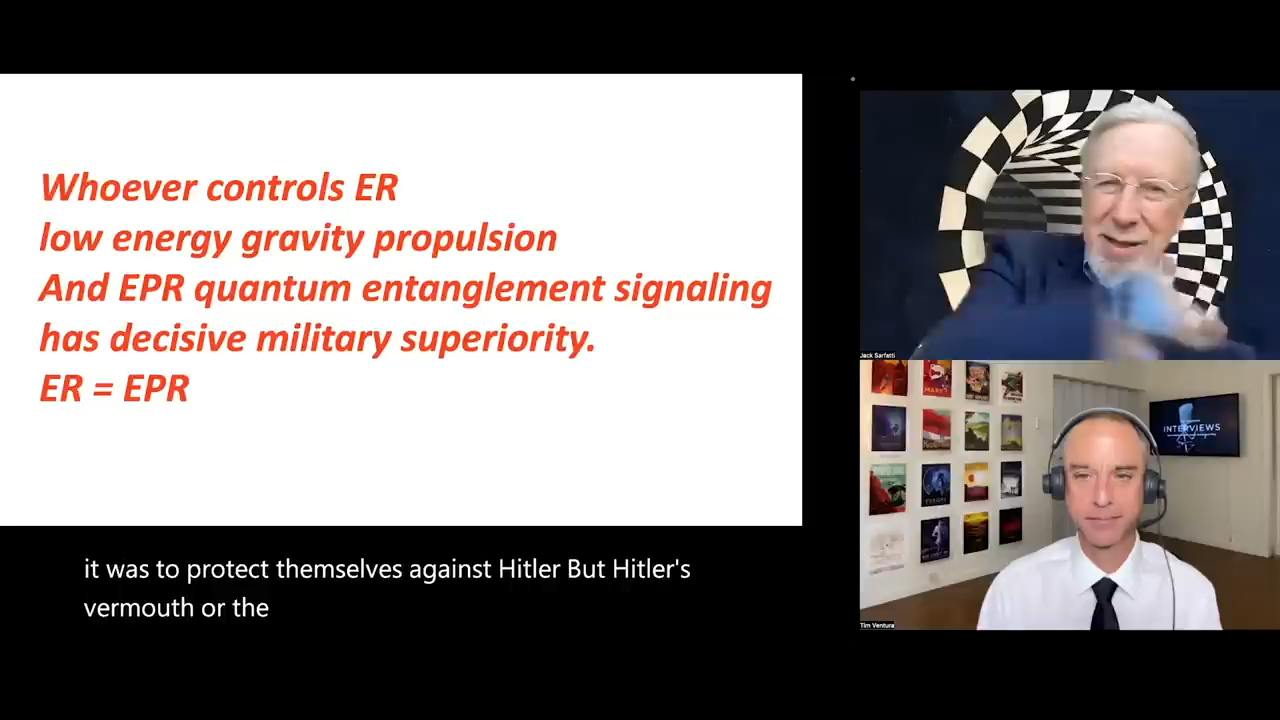 Whoever controls ER
low energy gravity propulsion
And EPR quantum entanglement signaling
has decisive military superiority.
ER = EPR
it was to protect themselves against Hitler But Hitler's
vermouth or the
Jack Sarfatti
INTERVIEWS
Tim Ventura